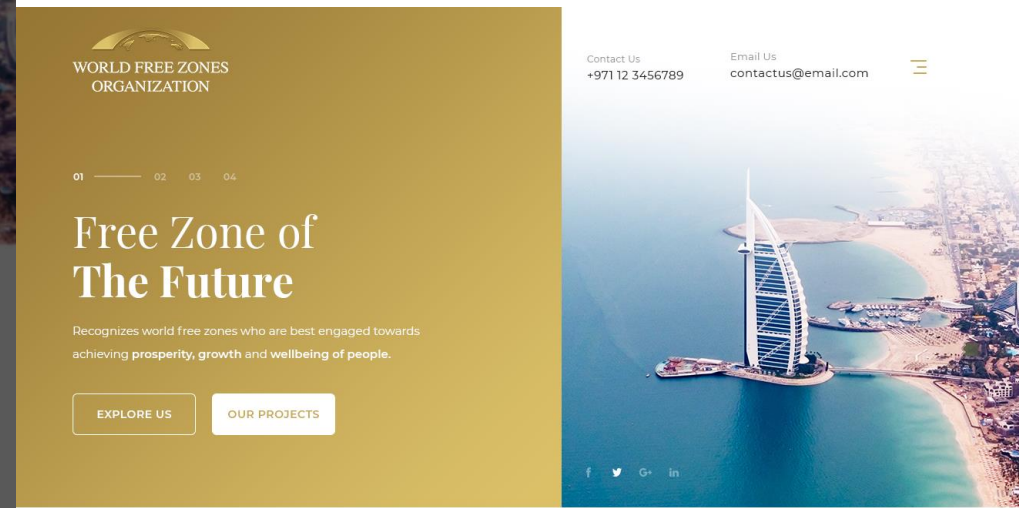 WORLD FREE ZONES
ORGANIZATION
Contact Us
+971 12 3456789
Email Us
contactus@email.com
01 02 03 04
Free Zone of
The Future
Recognizes world free zones who are best engaged towards
achieving prosperity, growth and wellbeing of people.
EXPLORE US
OUR PROJECTS
f G+ in